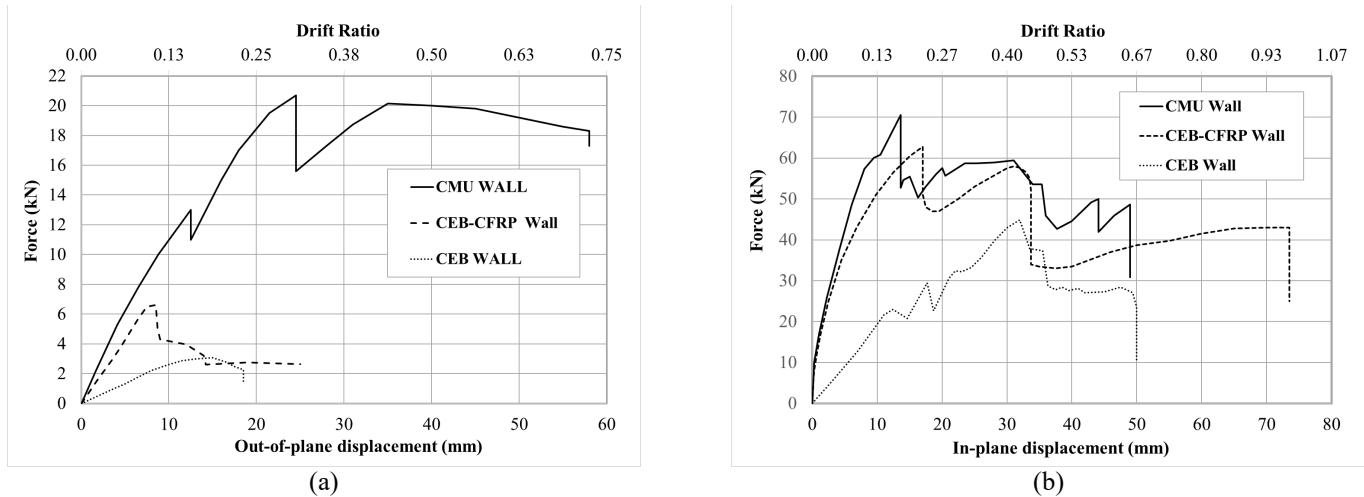 Drift Ratio
0.00 0.13 0.25 0.38 0.50 0.63 0.75
22
20
18
16
14
12
10
8
6
4
2
0
Force (kN)
CMU WALL
CEB-CFRP Wall
CEB WALL
0 10 20 30 40 50 60
Out-of-plane displacement (mm)
(a)
Drift Ratio
0.00 0.13 0.27 0.40 0.53 0.67 0.80 0.93 1.07
80
70
60
50
40
30
20
10
0
Force (kN)
CMU Wall
CEB-CFRP Wall
CEB Wall
0 10 20 30 40 50 60 70 80
In-plane displacement (mm)
(b)